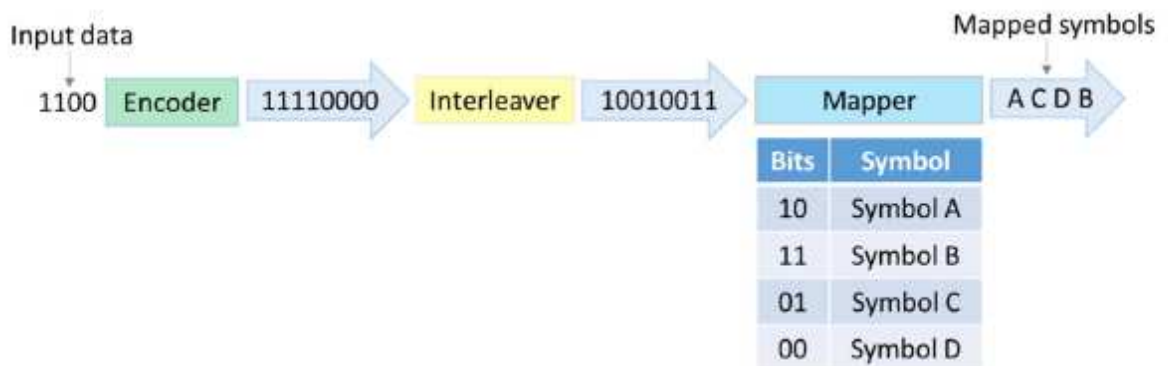 Input data
Mapped symbols
1100 Encoder 11110000 Interleaver 10010011 Mapper A C D B
Bits Symbol
10 Symbol A
11 Symbol B
01 Symbol C
00 Symbol D